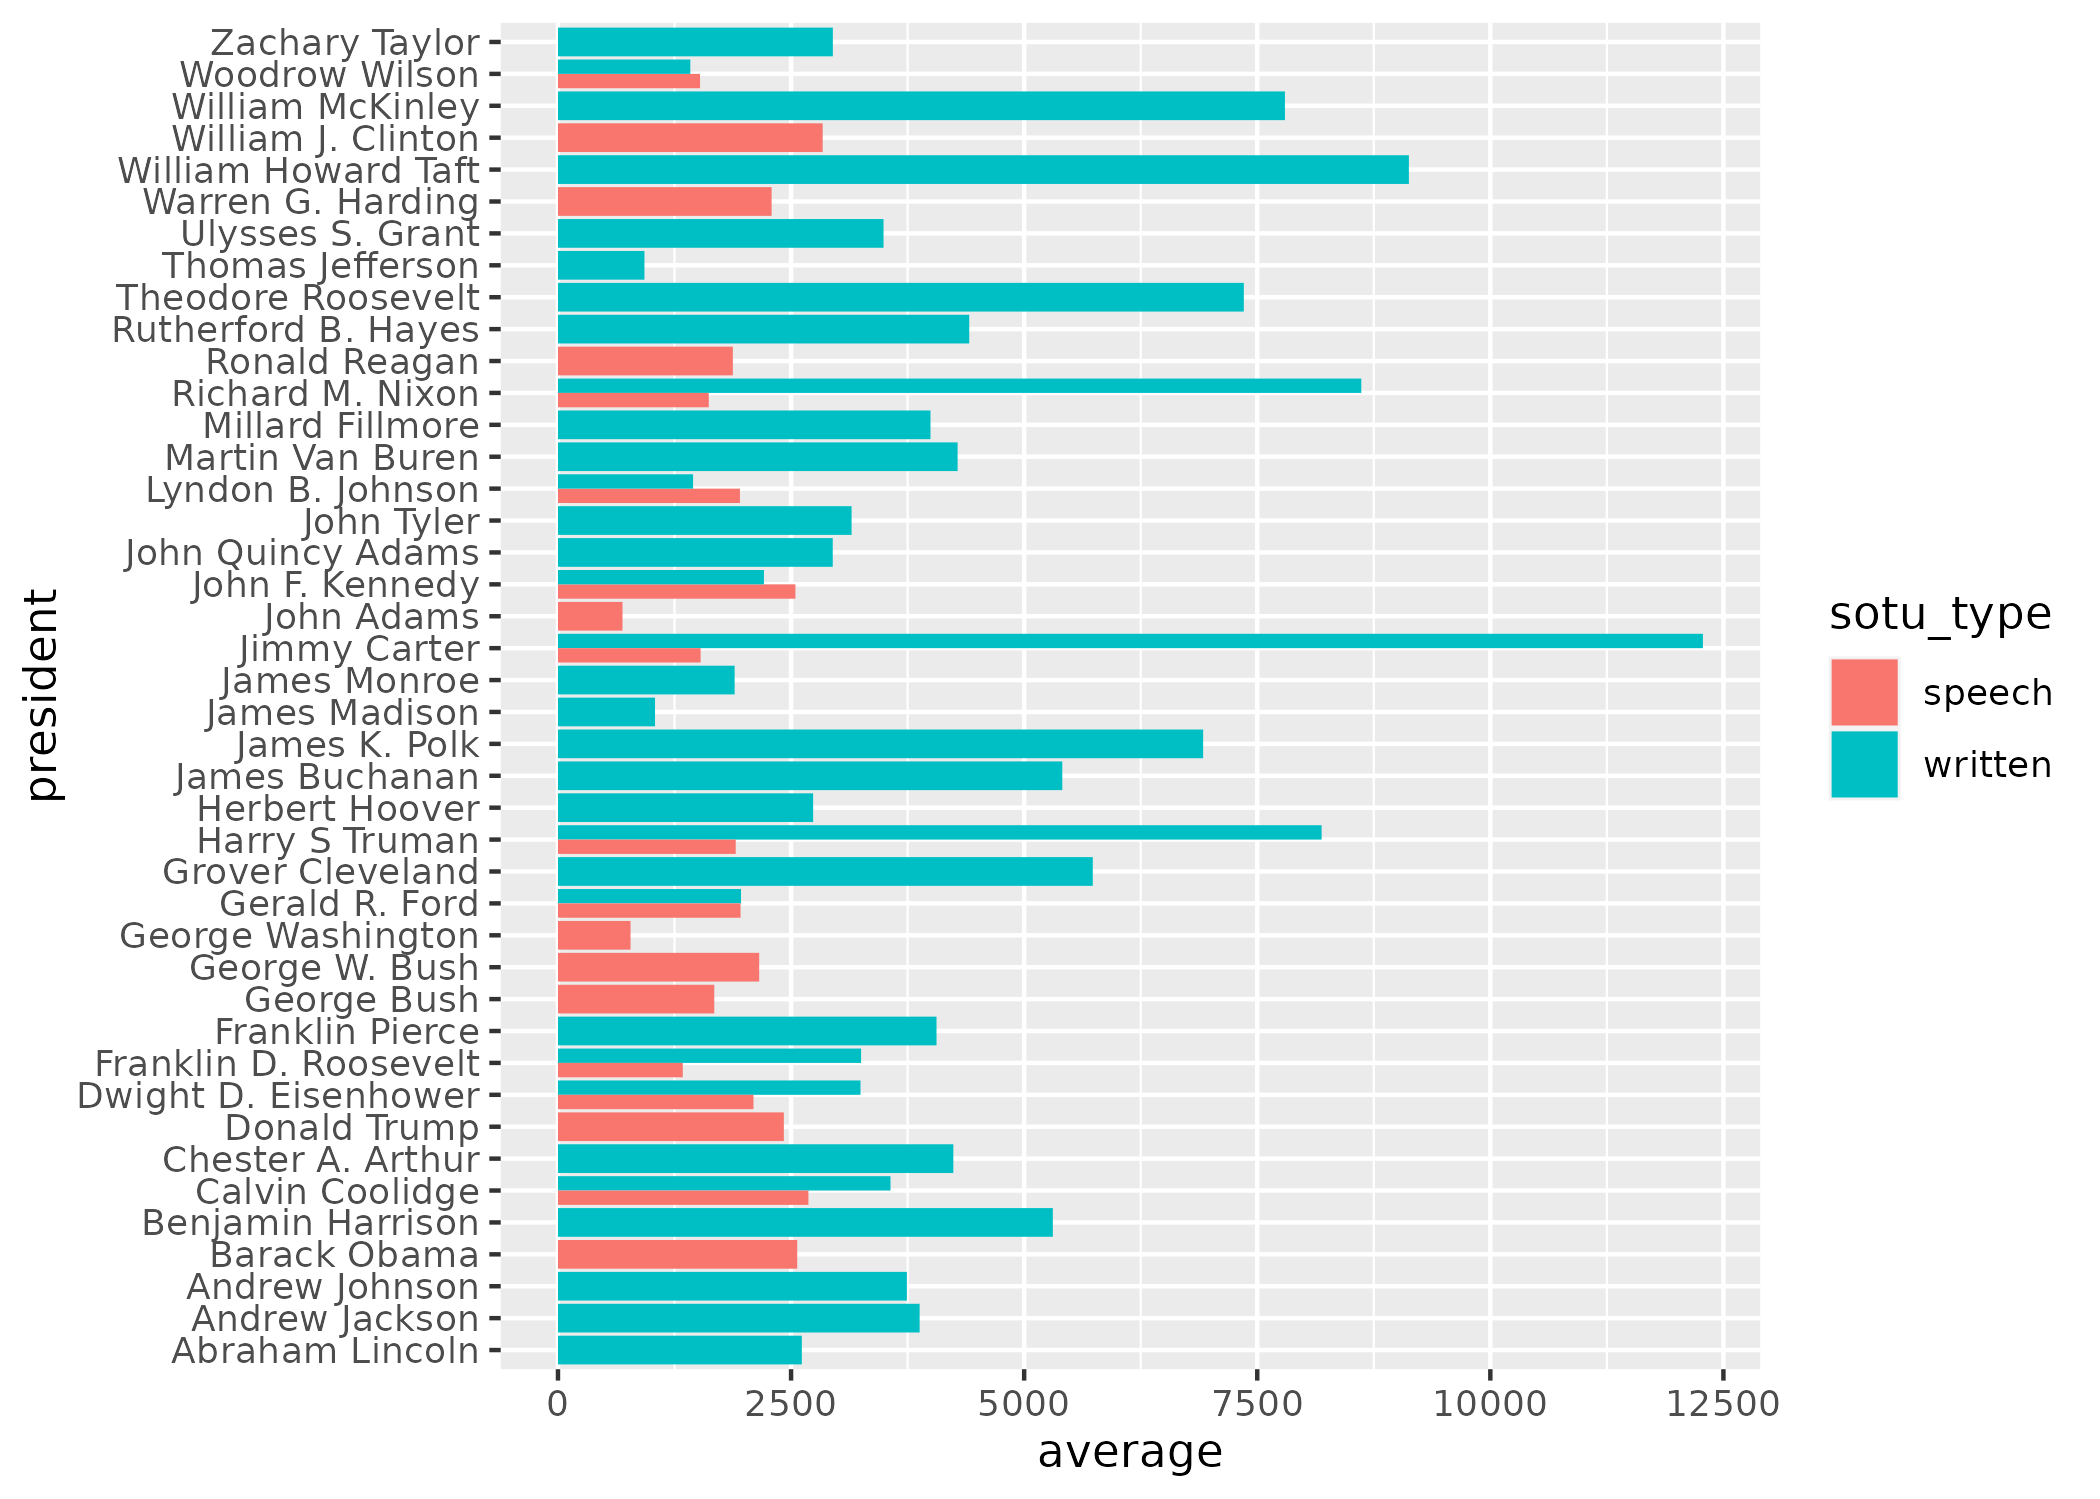 Zachary Taylor
Woodrow Wilson
William McKinley
William J. Clinton
William Howard Taft
Warren G. Harding
Ulysses S. Grant
Thomas Jefferson
Theodore Roosevelt
Rutherford B. Hayes
Ronald Reagan
Richard M. Nixon
Millard Fillmore
Martin Van Buren
Lyndon B. Johnson
John Tyler
John Quincy Adams
John F. Kennedy
John Adams
Jimmy Carter
James Monroe
James Madison
James K. Polk
James Buchanan
Herbert Hoover
Harry S Truman
Grover Cleveland
Gerald R. Ford
George Washington
George W. Bush
George Bush
Franklin Pierce
Franklin D. Roosevelt
Dwight D. Eisenhower
Donald Trump
Chester A. Arthur
Calvin Coolidge
Benjamin Harrison
Barack Obama
Andrew Johnson
Andrew Jackson
Abraham Lincoln
president
0 2500 5000 7500 10000 12500
average
sotu_type
speech
written